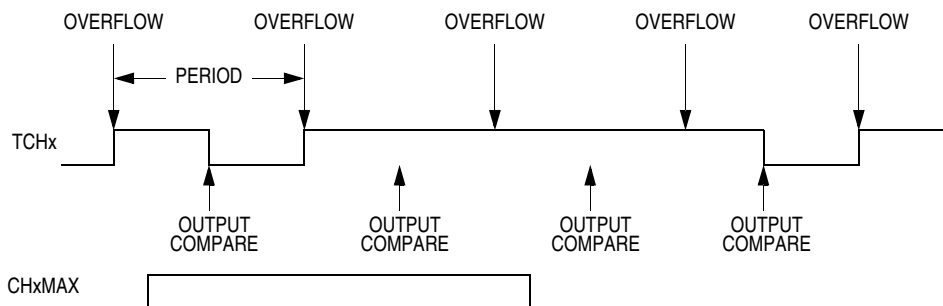 OVERFLOW OVERFLOW OVERFLOW OVERFLOW OVERFLOW
PERIOD
TCHx
OUTPUT OUTPUT OUTPUT OUTPUT
COMPARE COMPARE COMPARE COMPARE
CHxMAX